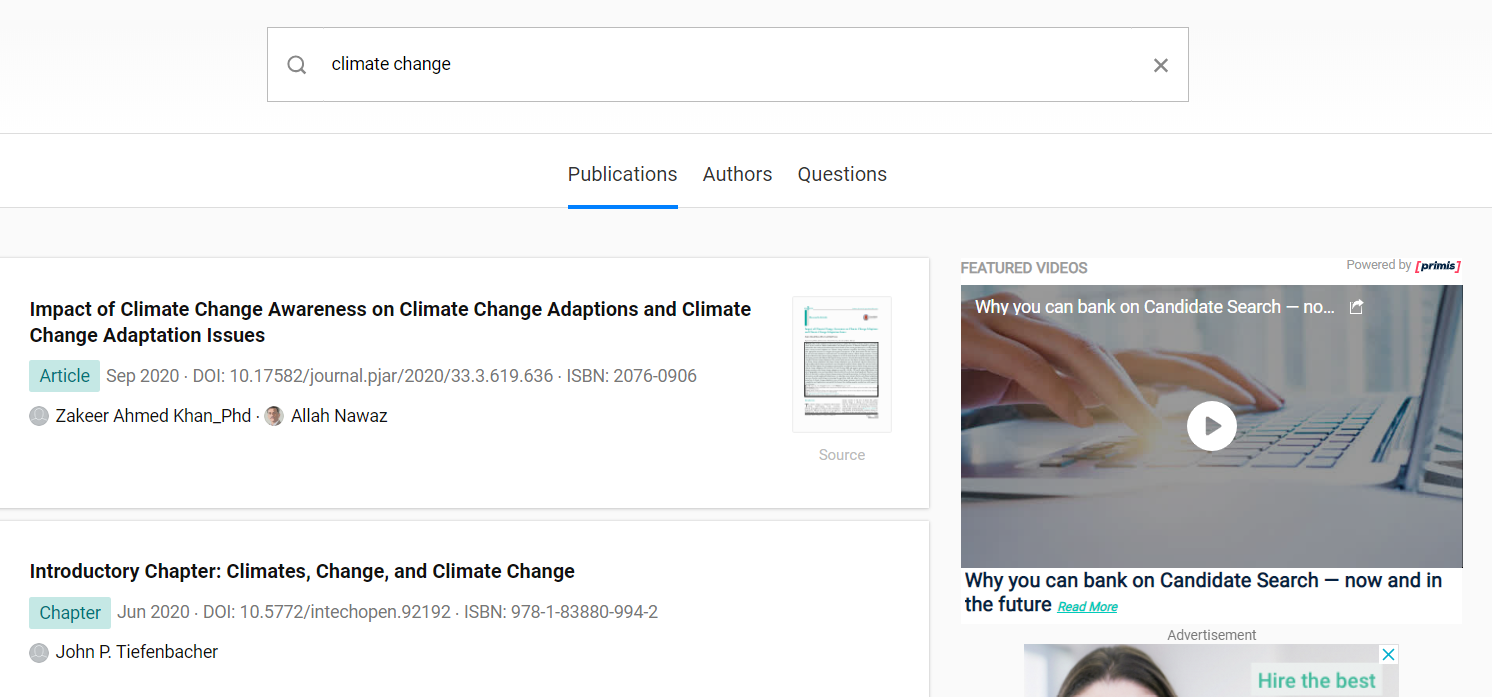 climate change
Publications Authors Questions
Impact of Climate Change Awareness on Climate Change Adaptions and Climate
Change Adaptation Issues
Article Sep 2020 · DOI: 10.17582/journal.pjar/2020/33.3.619.636 · ISBN: 2076-0906
Zakeer Ahmed Khan_Phd · Allah Nawaz
Source
Introductory Chapter: Climates, Change, and Climate Change
Chapter Jun 2020 · DOI: 10.5772/intechopen.92192 · ISBN: 978-1-83880-994-2
John P. Tiefenbacher
FEATURED VIDEOS Powered by [primis]
Why you can bank on Candidate Search — no...
Why you can bank on Candidate Search — now and in
the future Read More
Advertisement
Hire the best